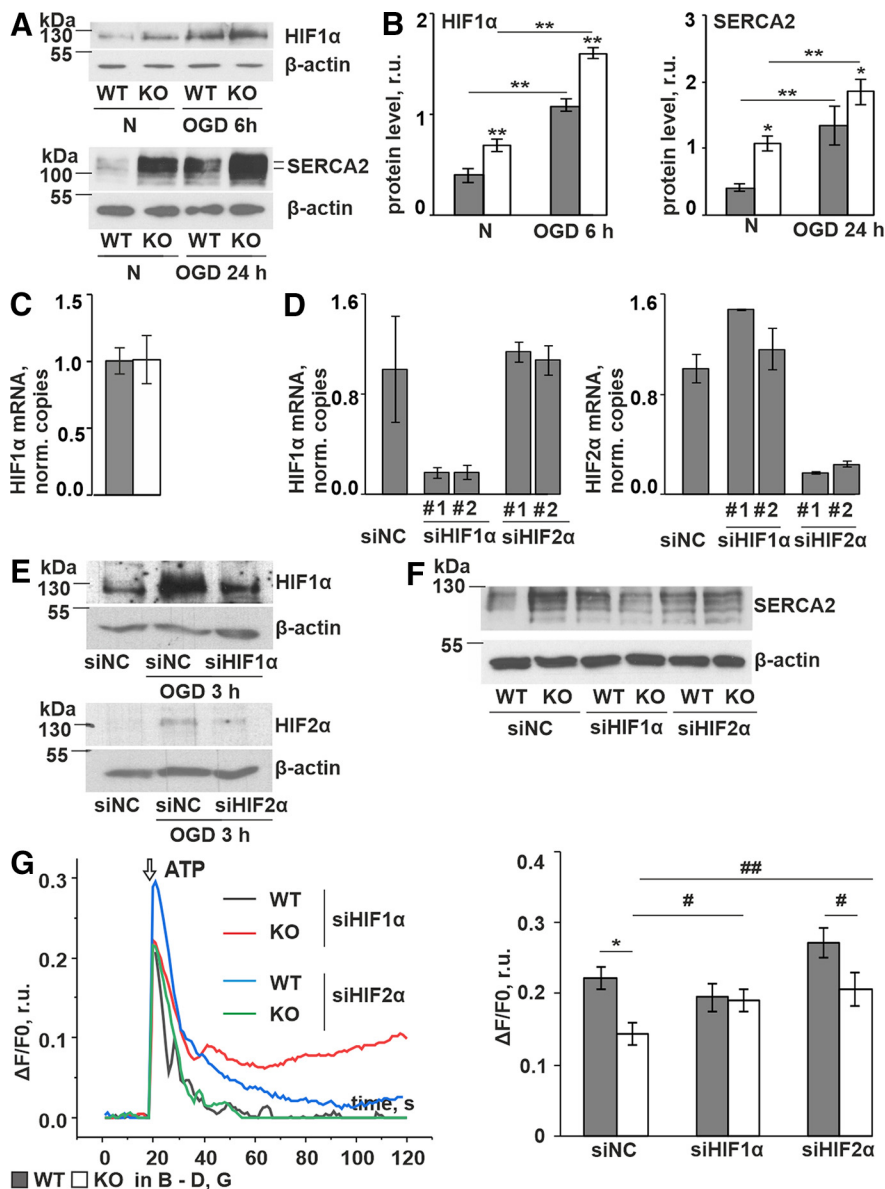 A
kDa
130
55
HIF1α
β-actin
WT KO WT KO
N OGD 6h
kDa
100
55
SERCA2
β-actin
WT KO WT KO
N OGD 24 h
B
HIF1α
protein level, r.u.
2
1
0
**
**
**
**
N OGD 6 h
SERCA2
protein level, r.u.
3
2
1
0
**
**
*
*
N OGD 24 h
C
HIF1α mRNA,
norm. copies
1.5
1.0
0.5
0.0
D
HIF1α mRNA,
norm. copies
1.6
0.8
0.0
#1 #2 #1 #2
siNC siHIF1α siHIF2α
HIF2α mRNA,
norm. copies
1.6
0.8
0.0
#1 #2 #1 #2
siNC siHIF1α siHIF2α
E
kDa
130
55
HIF1α
β-actin
siNC siNC siHIF1α
OGD 3 h
kDa
130
55
HIF2α
β-actin
siNC siNC siHIF2α
OGD 3 h
F
kDa
130
55
SERCA2
β-actin
WT KO WT KO WT KO
siNC siHIF1α siHIF2α
G
ATP
ΔF/F0, r.u.
0.3
0.2
0.1
0.0
WT
KO
siHIF1α
WT
KO
siHIF2α
time, s
0 20 40 60 80 100 120
ΔF/F0, r.u.
0.4
0.3
0.2
0.1
0
##
#
#
*
siNC siHIF1α siHIF2α
WT KO in B - D, G